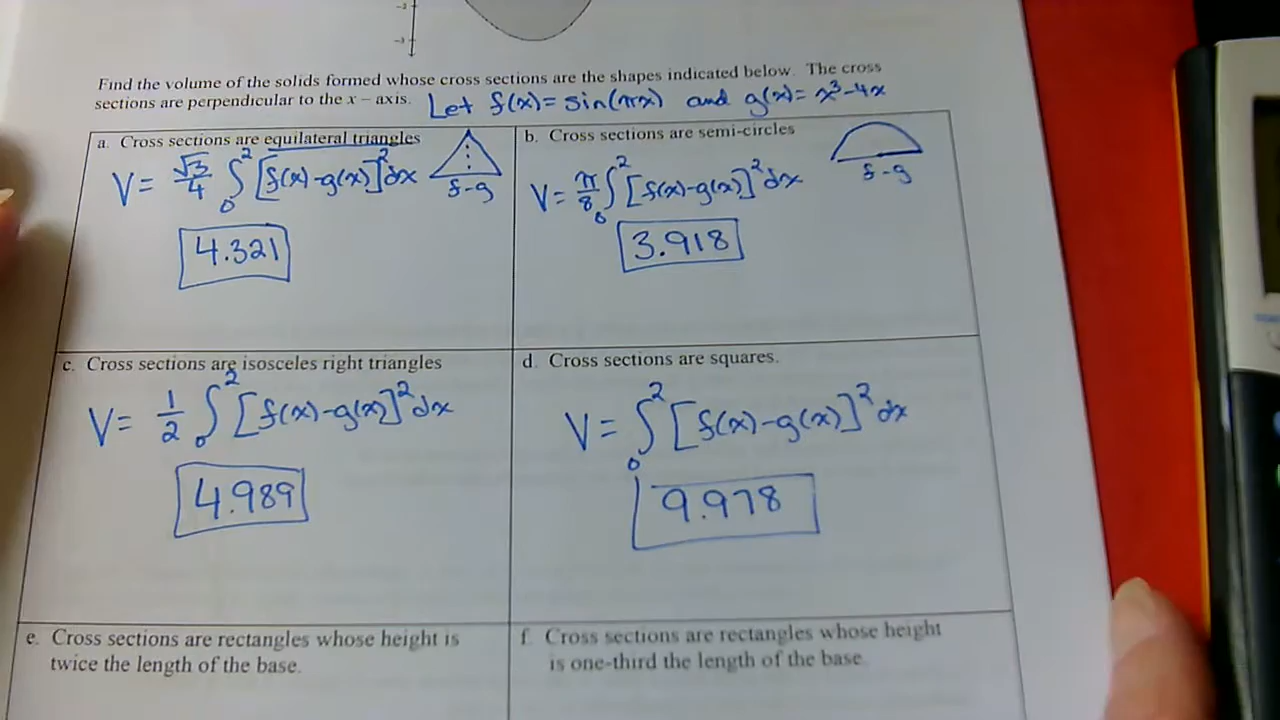 -2
-3
Find the volume of the solids formed whose cross sections are the shapes indicated below. The cross
sections are perpendicular to the x – axis. Let f(x) = sin(πx) and g(x) = x³-4x
a. Cross sections are equilateral triangles
V = √3/4 ∫₀² [f(x)-g(x)]² dx
f-g
4.321
b. Cross sections are semi-circles
V = π/8 ∫₀² [f(x)-g(x)]² dx
f-g
3.918
c. Cross sections are isosceles right triangles
V = 1/2 ∫₀² [f(x)-g(x)]² dx
4.989
d. Cross sections are squares.
V = ∫₀² [f(x)-g(x)]² dx
9.978
e. Cross sections are rectangles whose height is
twice the length of the base.
f. Cross sections are rectangles whose height
is one-third the length of the base.